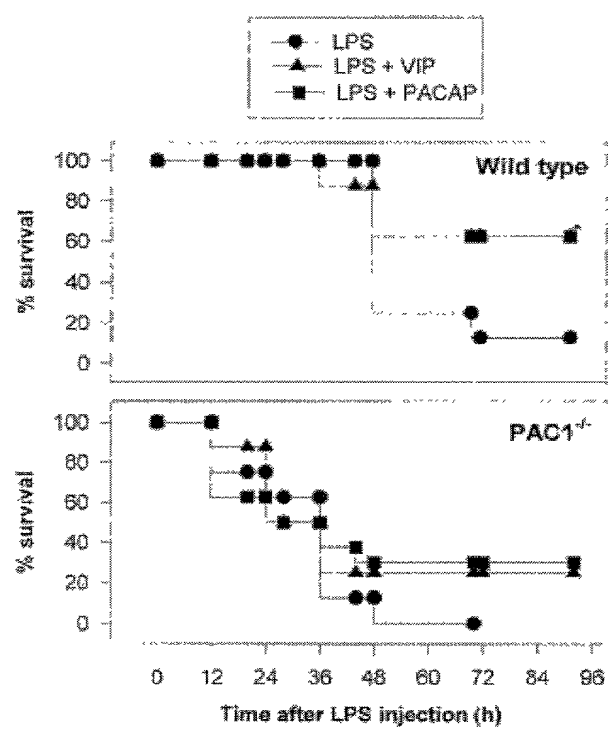 LPS
LPS + VIP
LPS + PACAP
Wild type
% survival
100
80
60
40
20
0
PAC1-/-
% survival
100
80
60
40
20
0
0 12 24 36 48 60 72 84 96
Time after LPS injection (h)